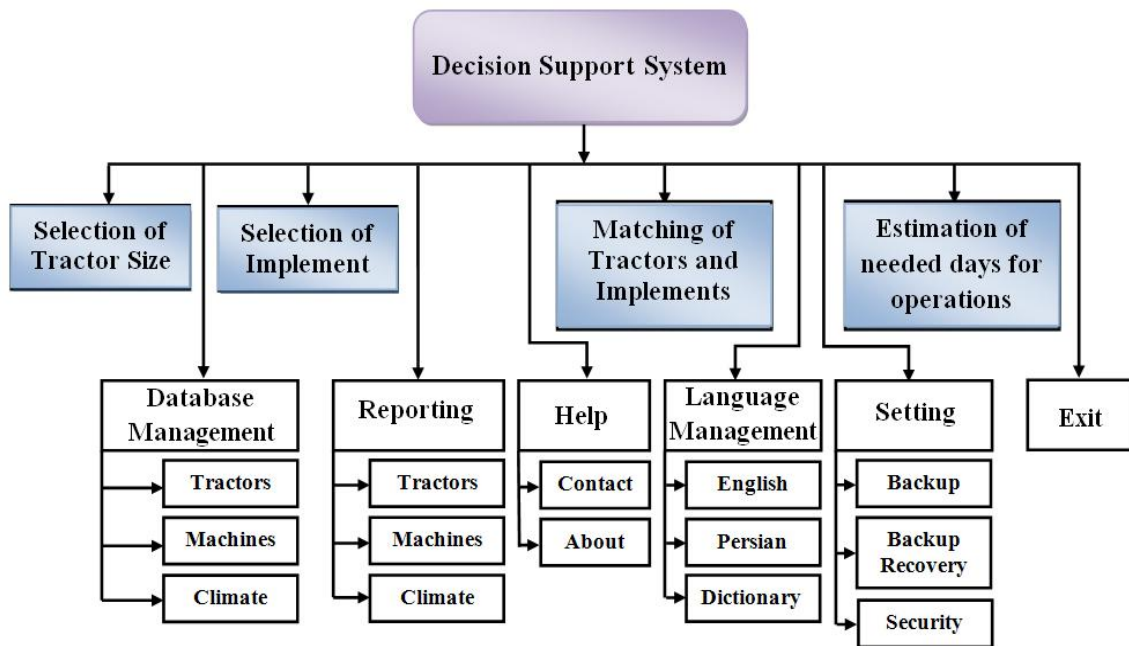 Decision Support System
Selection of
Tractor Size
Selection of
Implement
Matching of
Tractors and
Implements
Estimation of
needed days for
operations
Database
Management
Tractors
Machines
Climate
Reporting
Tractors
Machines
Climate
Help
Contact
About
Language
Management
English
Persian
Dictionary
Setting
Backup
Backup
Recovery
Security
Exit